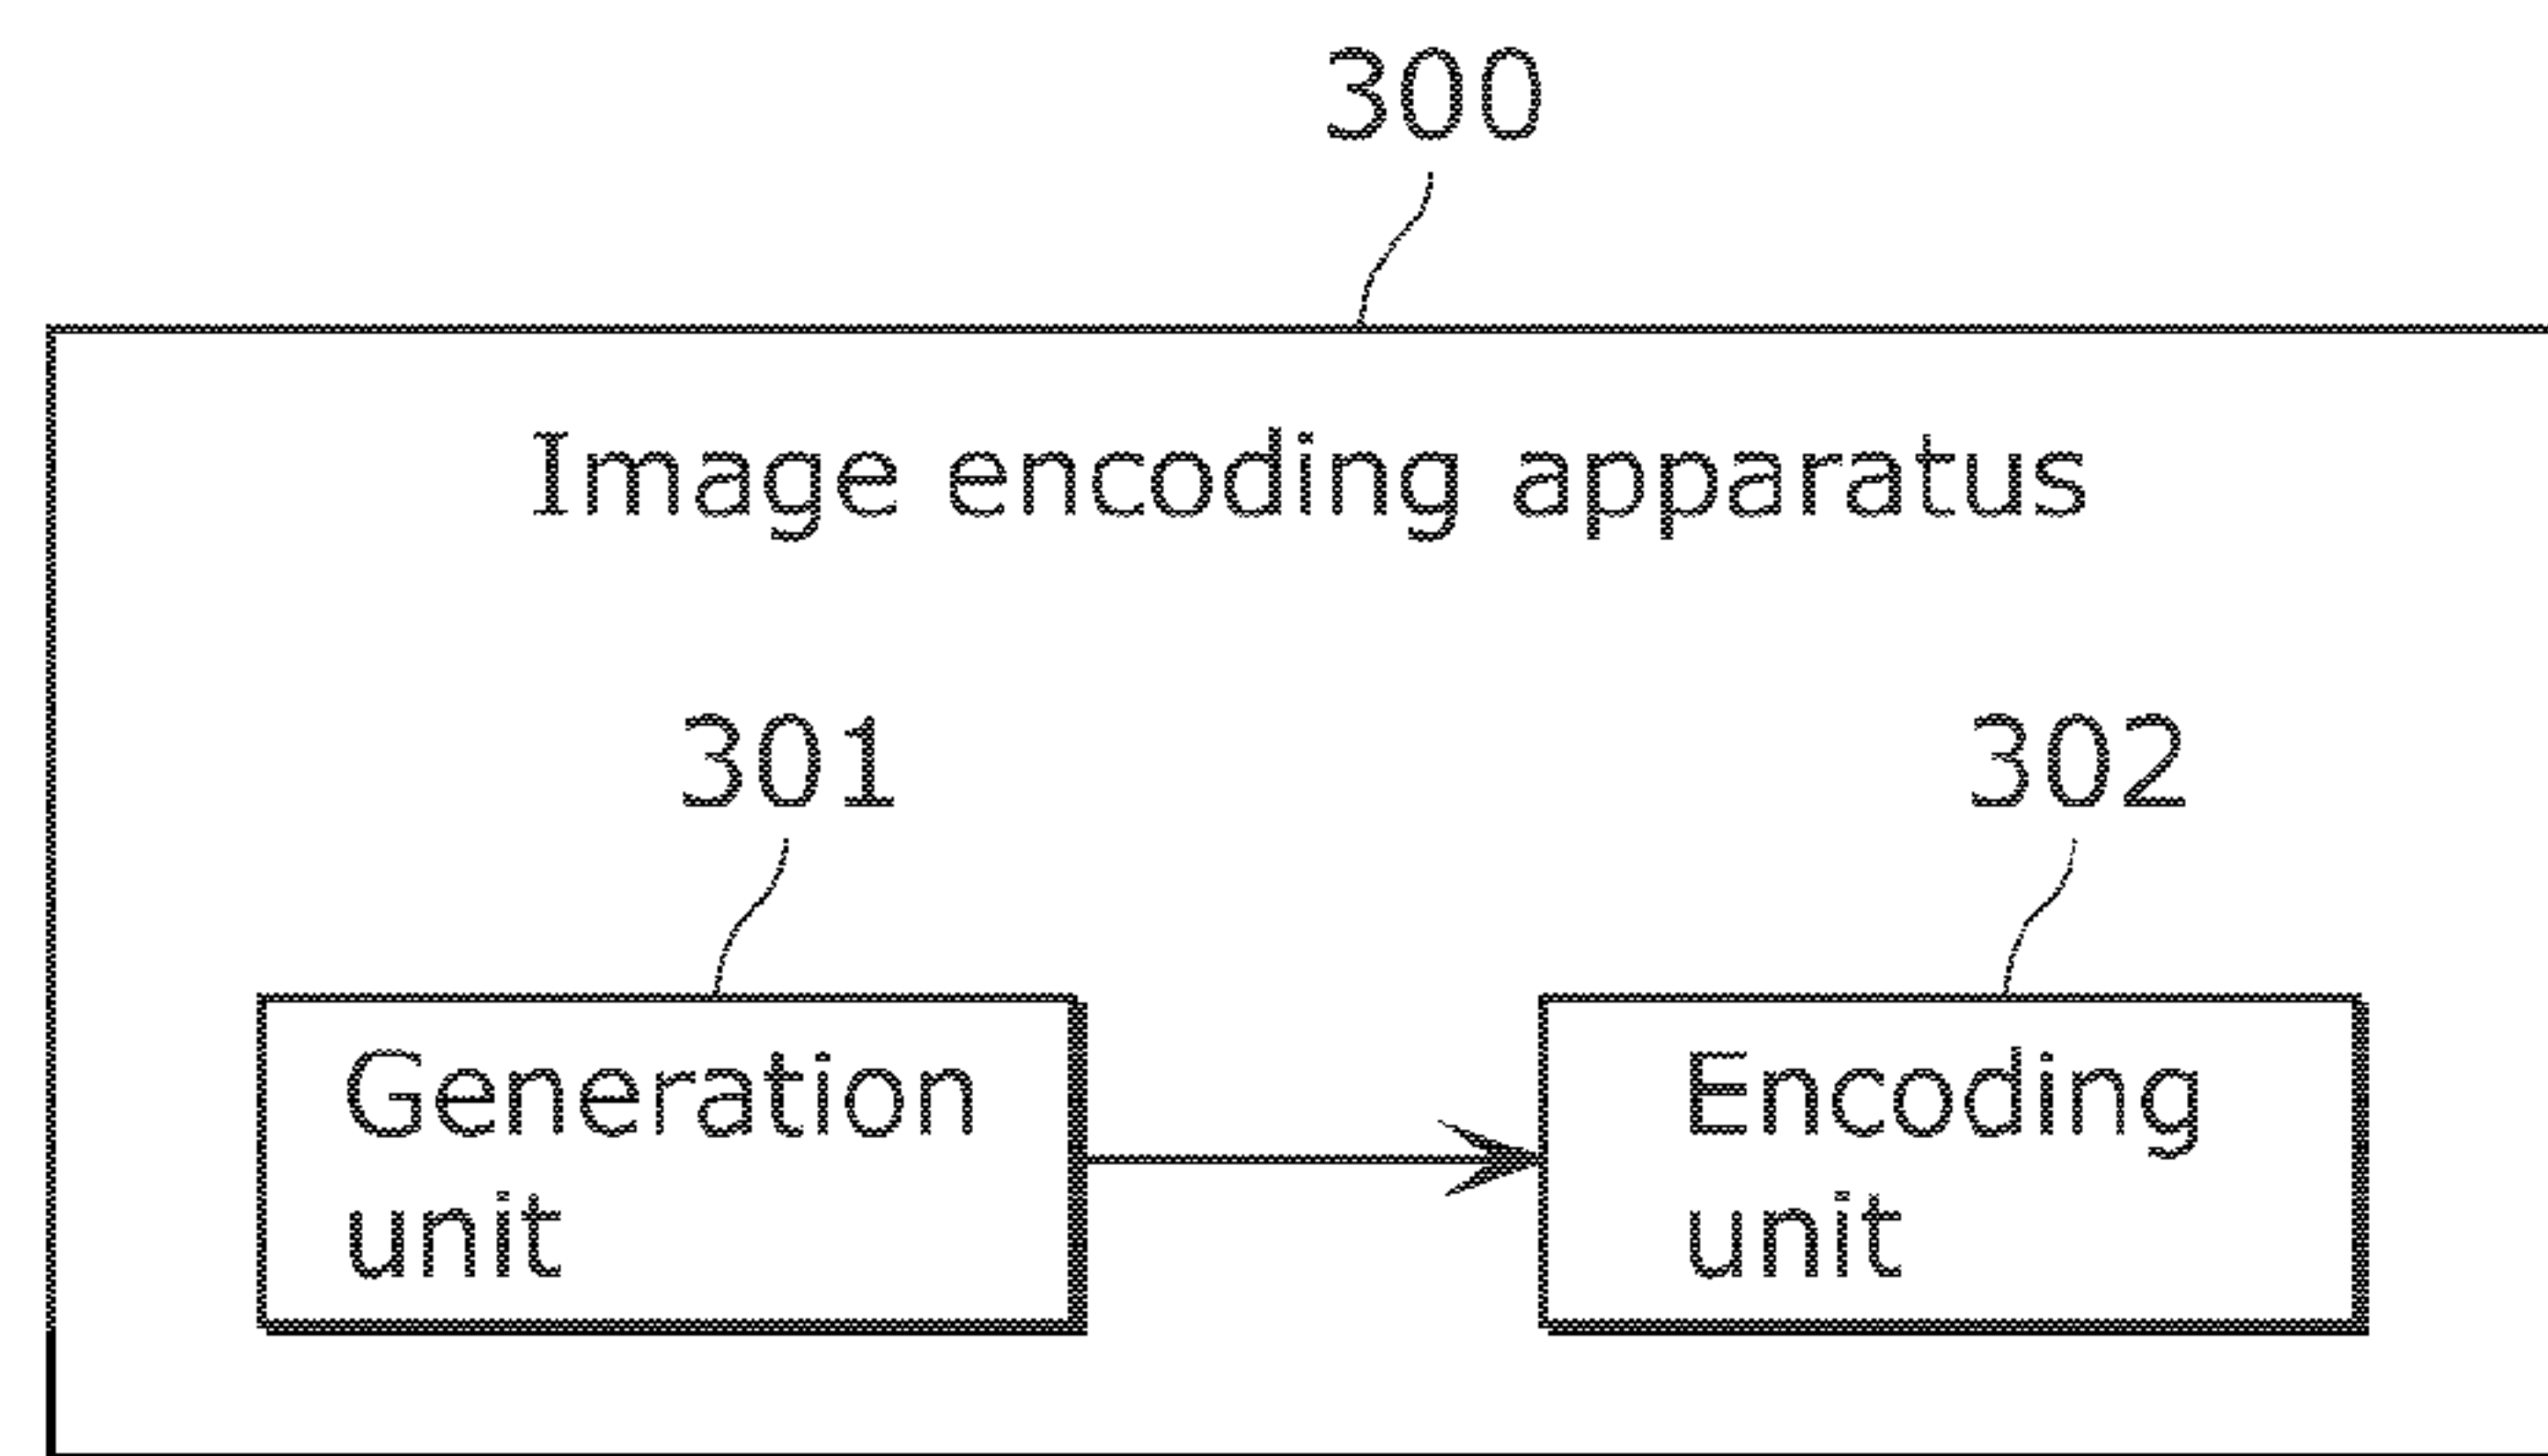 300
Image encoding apparatus
301
302
Generation
unit
Encoding
unit